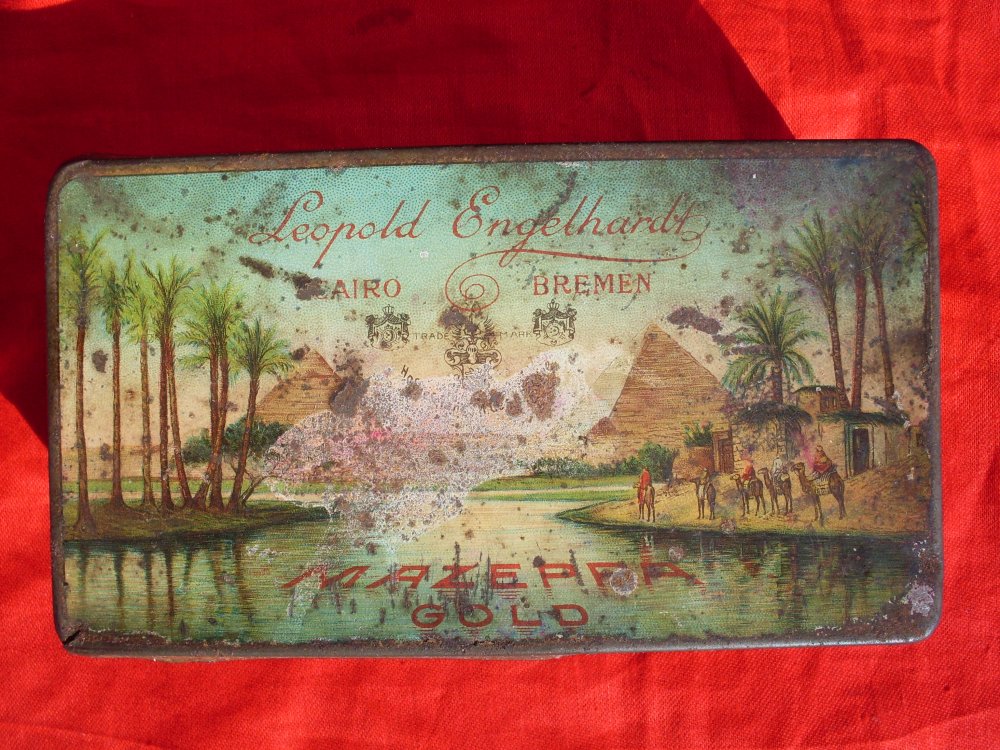 Leopold Engelhardt
CAIRO BREMEN
TRADE MARK
MAZEPPA
GOLD